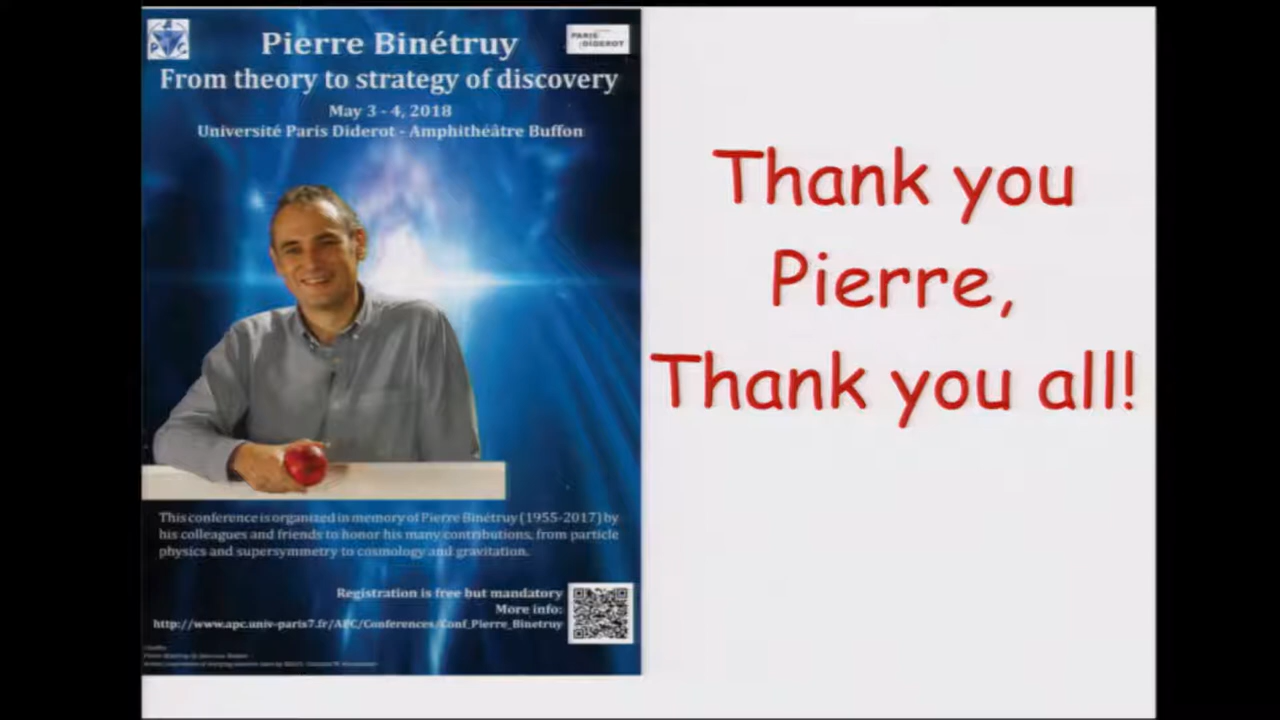 APC
PARIS
DIDEROT
Pierre Binétruy
From theory to strategy of discovery
May 3 - 4, 2018
Université Paris Diderot - Amphithéâtre Buffon
Thank you
Pierre,
Thank you all!
This conference is organized in memory of Pierre Binétruy (1955-2017) by
his colleagues and friends to honor his many contributions, from particle
physics and supersymmetry to cosmology and gravitation.
Registration is free but mandatory
More info:
http://www.apc.univ-paris7.fr/APC/Conferences/Conf_Pierre_Binetruy